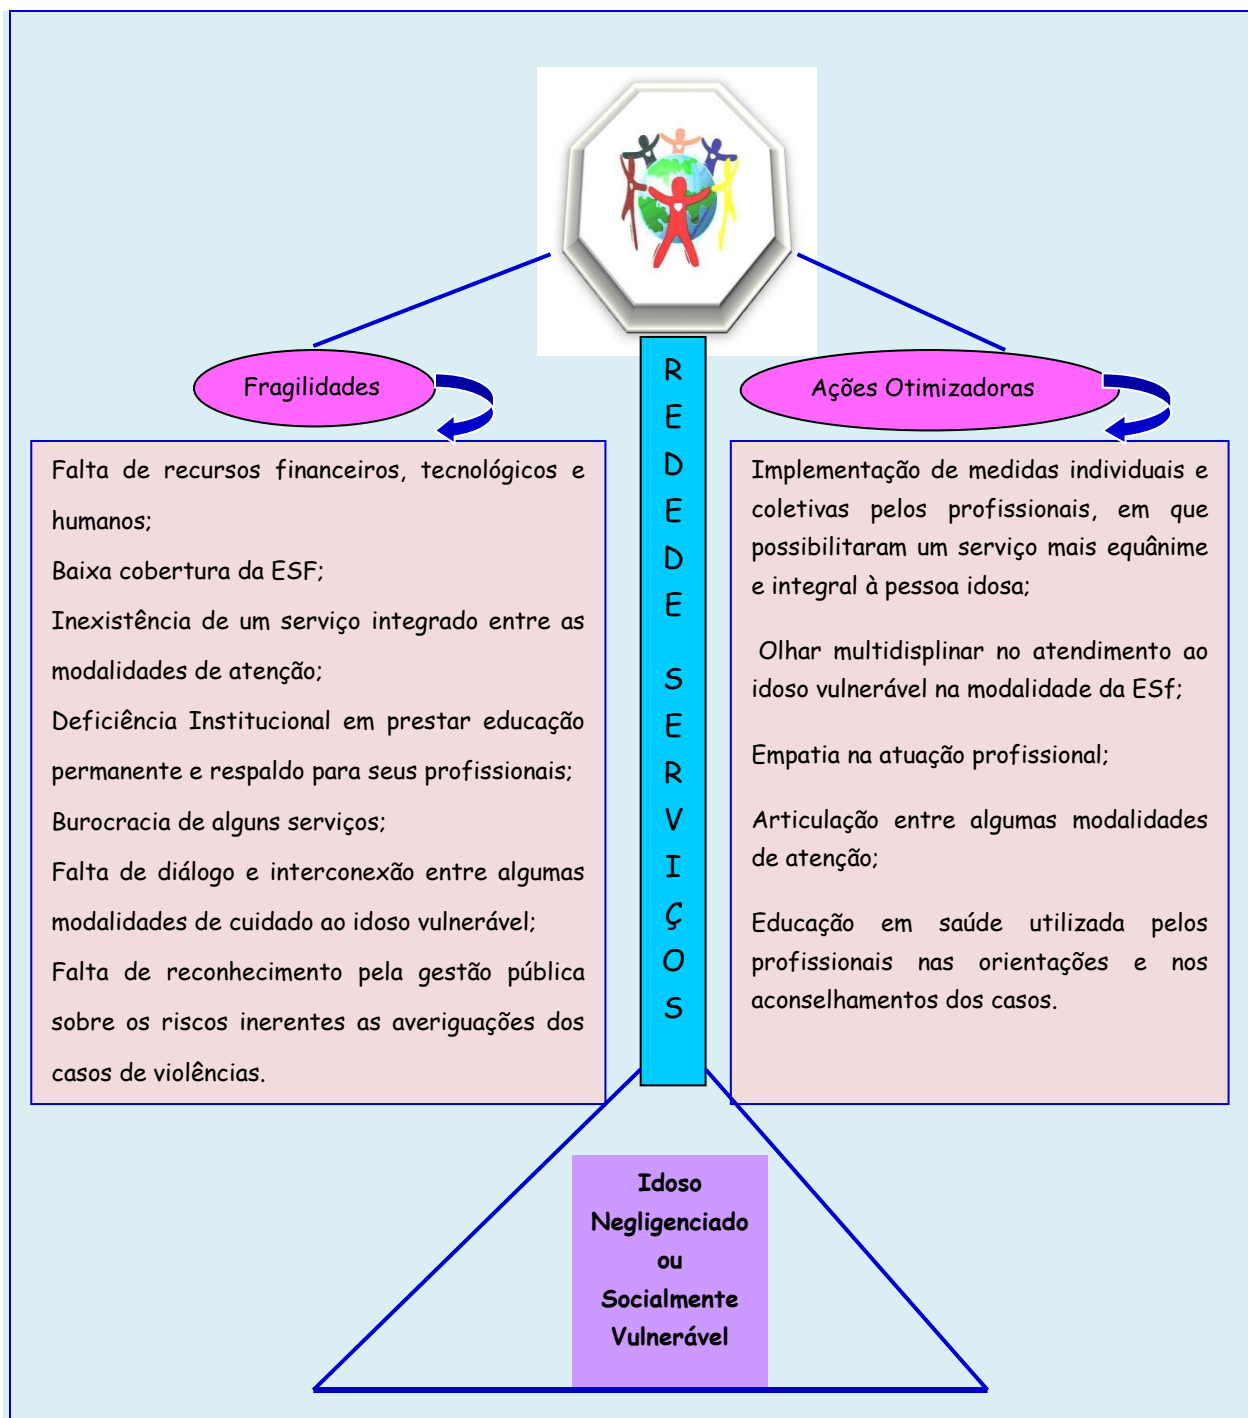 Fragilidades
Falta de recursos financeiros, tecnológicos e
humanos;
Baixa cobertura da ESF;
Inexistência de um serviço integrado entre as
modalidades de atenção;
Deficiência Institucional em prestar educação
permanente e respaldo para seus profissionais;
Burocracia de alguns serviços;
Falta de diálogo e interconexão entre algumas
modalidades de cuidado ao idoso vulnerável;
Falta de reconhecimento pela gestão pública
sobre os riscos inerentes as averiguações dos
casos de violências.
R
E
D
E
D
E
S
E
R
V
I
Ç
O
S
Ações Otimizadoras
Implementação de medidas individuais e
coletivas pelos profissionais, em que
possibilitaram um serviço mais equânime
e integral à pessoa idosa;
Olhar multidisplinar no atendimento ao
idoso vulnerável na modalidade da ESf;
Empatia na atuação profissional;
Articulação entre algumas modalidades
de atenção;
Educação em saúde utilizada pelos
profissionais nas orientações e nos
aconselhamentos dos casos.
Idoso
Negligenciado
ou
Socialmente
Vulnerável